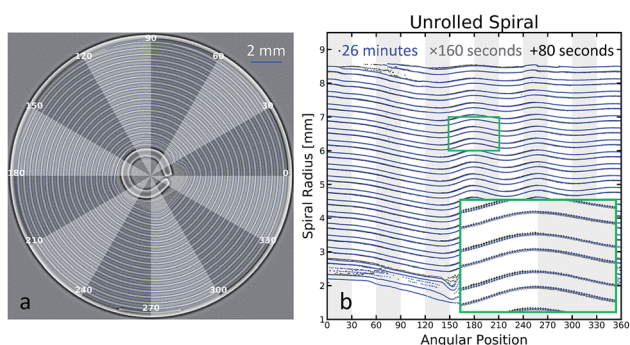 90
120
60
2 mm
150
30
180
0
210
330
240
300
270
a
Unrolled Spiral
·26 minutes ×160 seconds +80 seconds
Spiral Radius [mm]
9
8
7
6
5
4
3
2
1
b
0 30 60 90 120 150 180 210 240 270 300 330 360
Angular Position